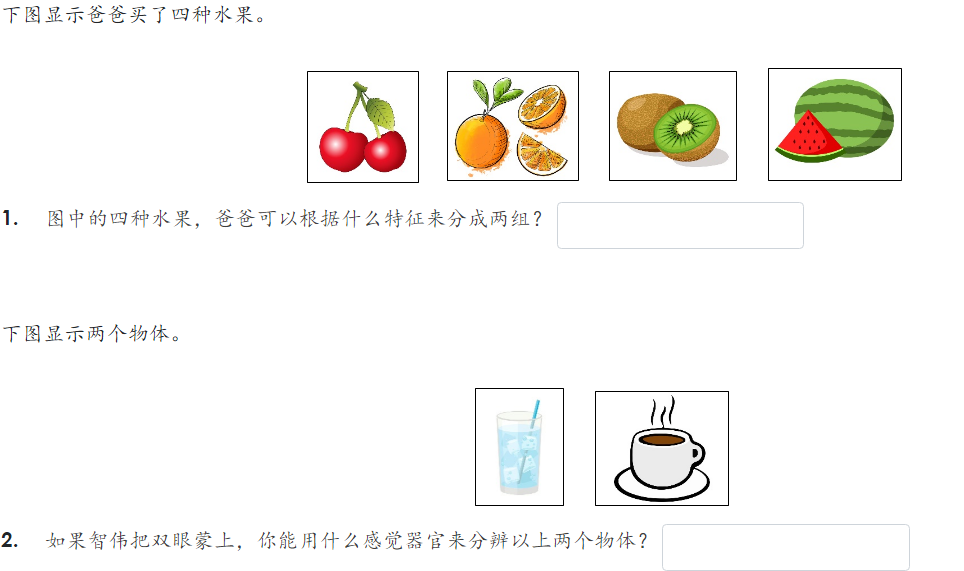 下图显示爸爸买了四种水果。
1. 图中的四种水果，爸爸可以根据什么特征来分成两组？
下图显示两个物体。
2. 如果智伟把双眼蒙上，你能用什么感觉器官来分辨以上两个物体？